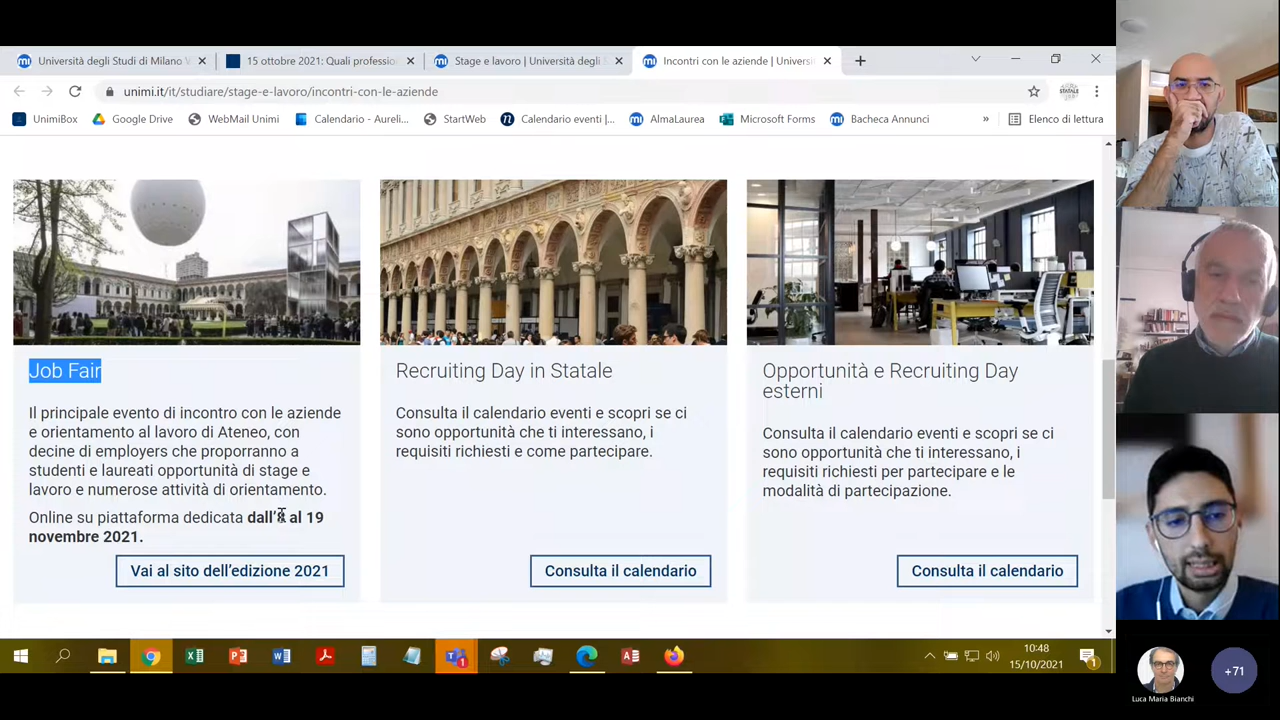 Università degli Studi di Milano
15 ottobre 2021: Quali professio
Stage e lavoro | Università degli S
Incontri con le aziende | Universi
unimi.it/it/studiare/stage-e-lavoro/incontri-con-le-aziende
UnimiBox
Google Drive
WebMail Unimi
Calendario - Aureli...
StartWeb
Calendario eventi |...
AlmaLaurea
Microsoft Forms
Bacheca Annunci
»
Elenco di lettura
Job Fair
Il principale evento di incontro con le aziende
e orientamento al lavoro di Ateneo, con
decine di employers che proporranno a
studenti e laureati opportunità di stage e
lavoro e numerose attività di orientamento.
Online su piattaforma dedicata dall'8 al 19
novembre 2021.
Vai al sito dell'edizione 2021
Recruiting Day in Statale
Consulta il calendario eventi e scopri se ci
sono opportunità che ti interessano, i
requisiti richiesti e come partecipare.
Consulta il calendario
Opportunità e Recruiting Day
esterni
Consulta il calendario eventi e scopri se ci
sono opportunità che ti interessano, i
requisiti richiesti per partecipare e le
modalità di partecipazione.
Consulta il calendario
10:48
15/10/2021
Luca Maria Bianchi
+71